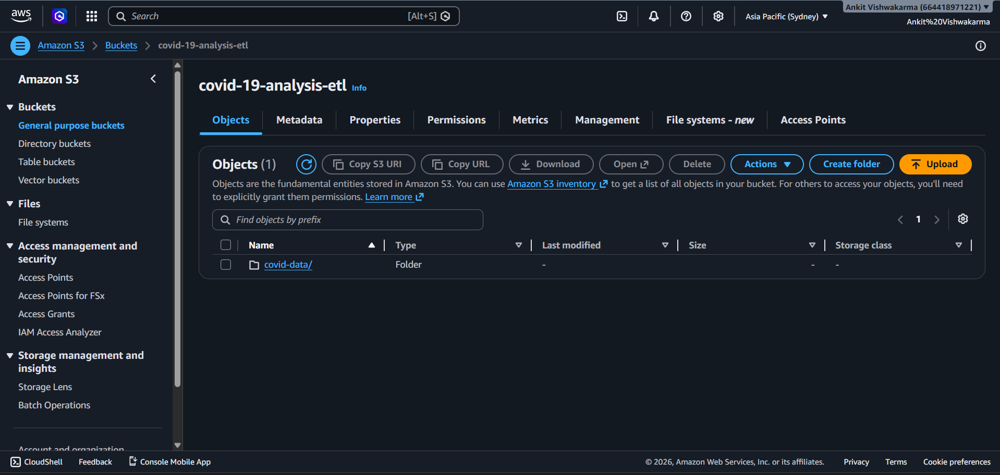 aws
Search [Alt+S]
Asia Pacific (Sydney)
Ankit Vishwakarma (664418971221)
Ankit%20Vishwakarma
Amazon S3 > Buckets > covid-19-analysis-etl
Amazon S3
Buckets
General purpose buckets
Directory buckets
Table buckets
Vector buckets
Files
File systems
Access management and
security
Access Points
Access Points for FSx
Access Grants
IAM Access Analyzer
Storage management and
insights
Storage Lens
Batch Operations
Account and organization
covid-19-analysis-etl Info
Objects Metadata Properties Permissions Metrics Management File systems - new Access Points
Objects (1) Copy S3 URI Copy URL Download Open Delete Actions Create folder Upload
Objects are the fundamental entities stored in Amazon S3. You can use Amazon S3 inventory to get a list of all objects in your bucket. For others to access your objects, you'll need
to explicitly grant them permissions. Learn more
Find objects by prefix
1
Name Type Last modified Size Storage class
covid-data/ Folder - - -
CloudShell Feedback Console Mobile App © 2026, Amazon Web Services, Inc. or its affiliates. Privacy Terms Cookie preferences